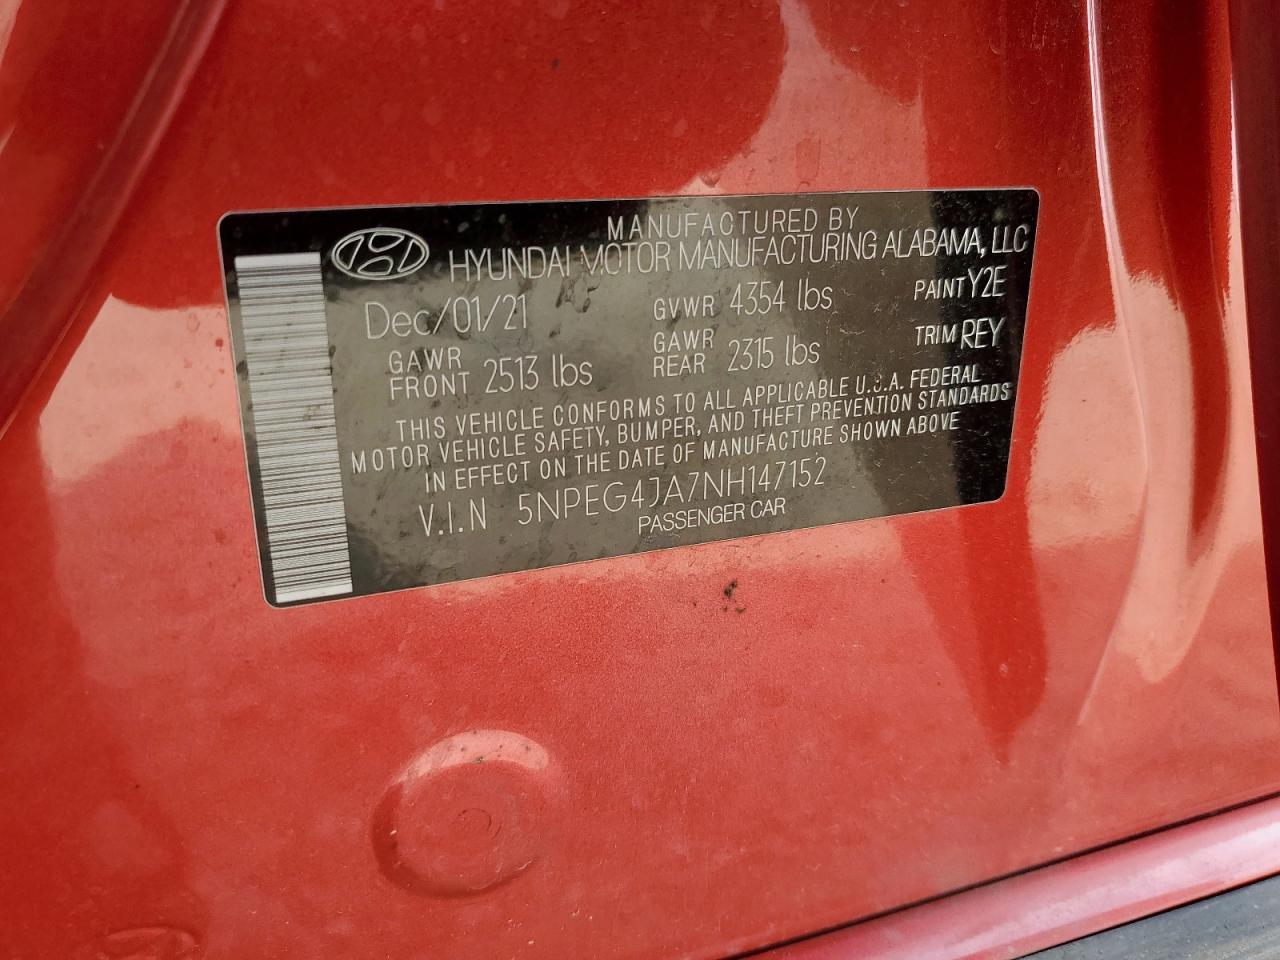 MANUFACTURED BY
HYUNDAI MOTOR MANUFACTURING ALABAMA, LLC
Dec/01/21 GVWR 4354 lbs PAINT Y2E
GAWR FRONT 2513 lbs GAWR REAR 2315 lbs TRIM REY
THIS VEHICLE CONFORMS TO ALL APPLICABLE U.S.A. FEDERAL
MOTOR VEHICLE SAFETY, BUMPER, AND THEFT PREVENTION STANDARDS
IN EFFECT ON THE DATE OF MANUFACTURE SHOWN ABOVE
V.I.N 5NPEG4JA7NH147152
PASSENGER CAR